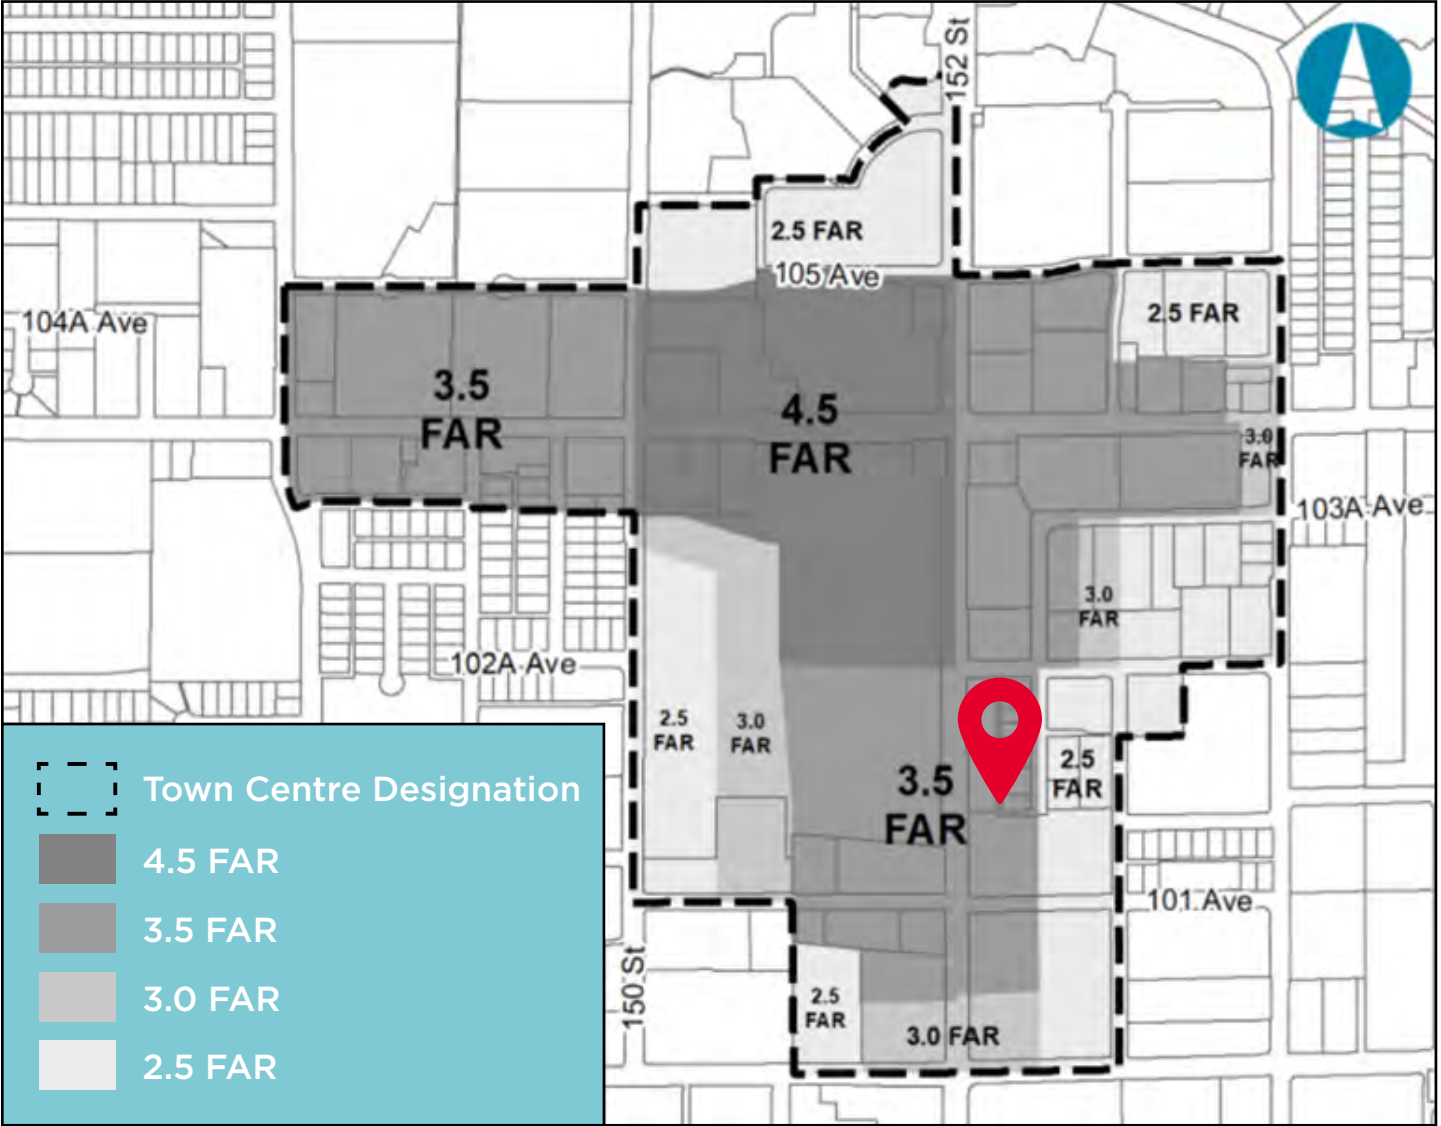 152 St
2.5 FAR
105 Ave
2.5 FAR
104A Ave
3.5
FAR
4.5
FAR
3.0
FAR
103A Ave
3.0
FAR
102A Ave
2.5
FAR
3.0
FAR
3.5
FAR
2.5
FAR
101 Ave
150 St
2.5
FAR
3.0 FAR
Town Centre Designation
4.5 FAR
3.5 FAR
3.0 FAR
2.5 FAR